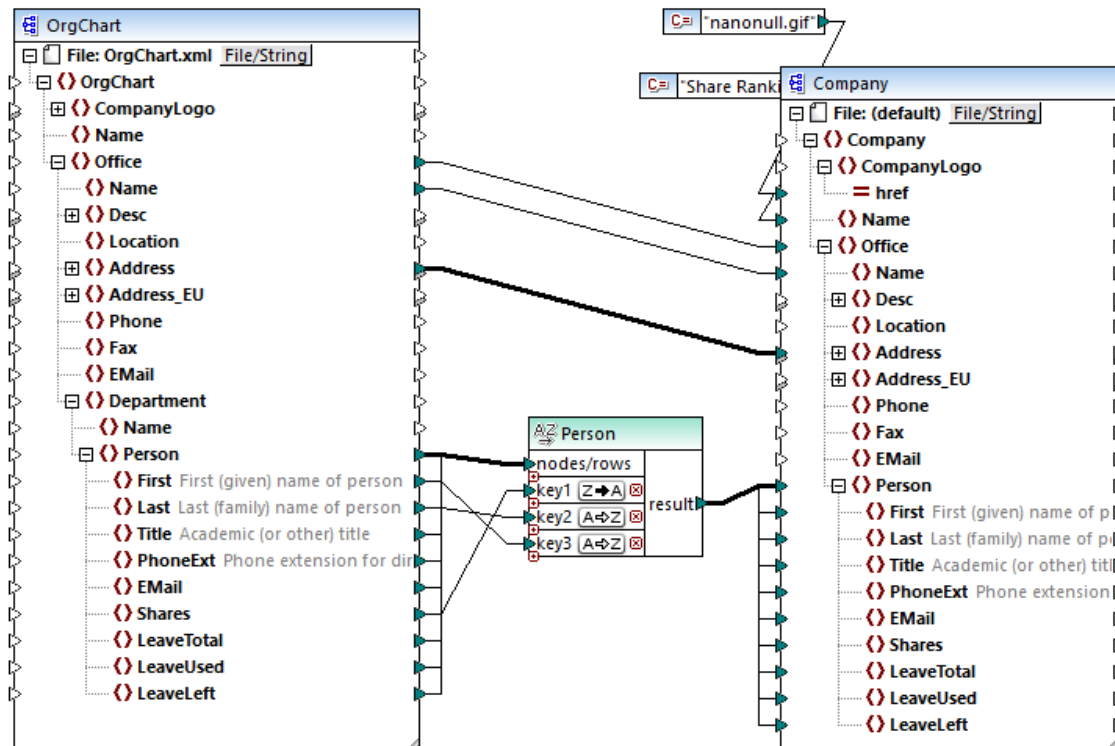 OrgChart
File: OrgChart.xml File/String
OrgChart
CompanyLogo
Name
Office
Name
Desc
Location
Address
Address_EU
Phone
Fax
EMail
Department
Name
Person
First First (given) name of person
Last Last (family) name of person
Title Academic (or other) title
PhoneExt Phone extension for dir
EMail
Shares
LeaveTotal
LeaveUsed
LeaveLeft
C= "nanonull.gif"
C= "Share Ranki
AZ Person
nodes/rows
key1 Z➔A
key2 A⇨Z
key3 A⇨Z
result
Company
File: (default) File/String
Company
CompanyLogo
= href
Name
Office
Name
Desc
Location
Address
Address_EU
Phone
Fax
EMail
Person
First First (given) name of p
Last Last (family) name of p
Title Academic (or other) titl
PhoneExt Phone extension
EMail
Shares
LeaveTotal
LeaveUsed
LeaveLeft